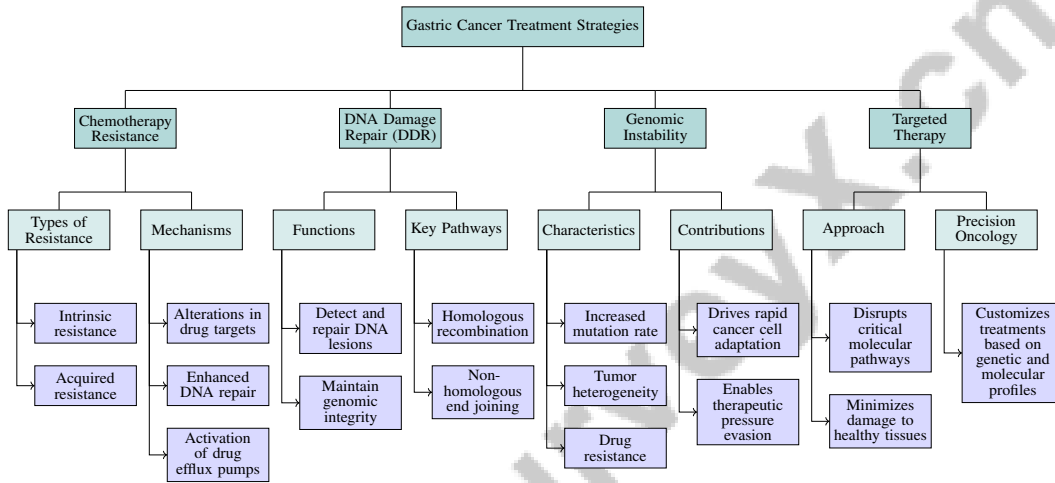 Gastric Cancer Treatment Strategies
Chemotherapy
Resistance
DNA Damage
Repair (DDR)
Genomic
Instability
Targeted
Therapy
Types of
Resistance
Mechanisms
Functions
Key Pathways
Characteristics
Contributions
Approach
Precision
Oncology
Intrinsic
resistance
Acquired
resistance
Alterations in
drug targets
Enhanced
DNA repair
Activation
of drug
efflux pumps
Detect and
repair DNA
lesions
Maintain
genomic
integrity
Homologous
recombination
Non-
homologous
end joining
Increased
mutation rate
Tumor
heterogeneity
Drug
resistance
Drives rapid
cancer cell
adaptation
Enables
therapeutic
pressure
evasion
Disrupts
critical
molecular
pathways
Minimizes
damage to
healthy tissues
Customizes
treatments
based on
genetic and
molecular
profiles